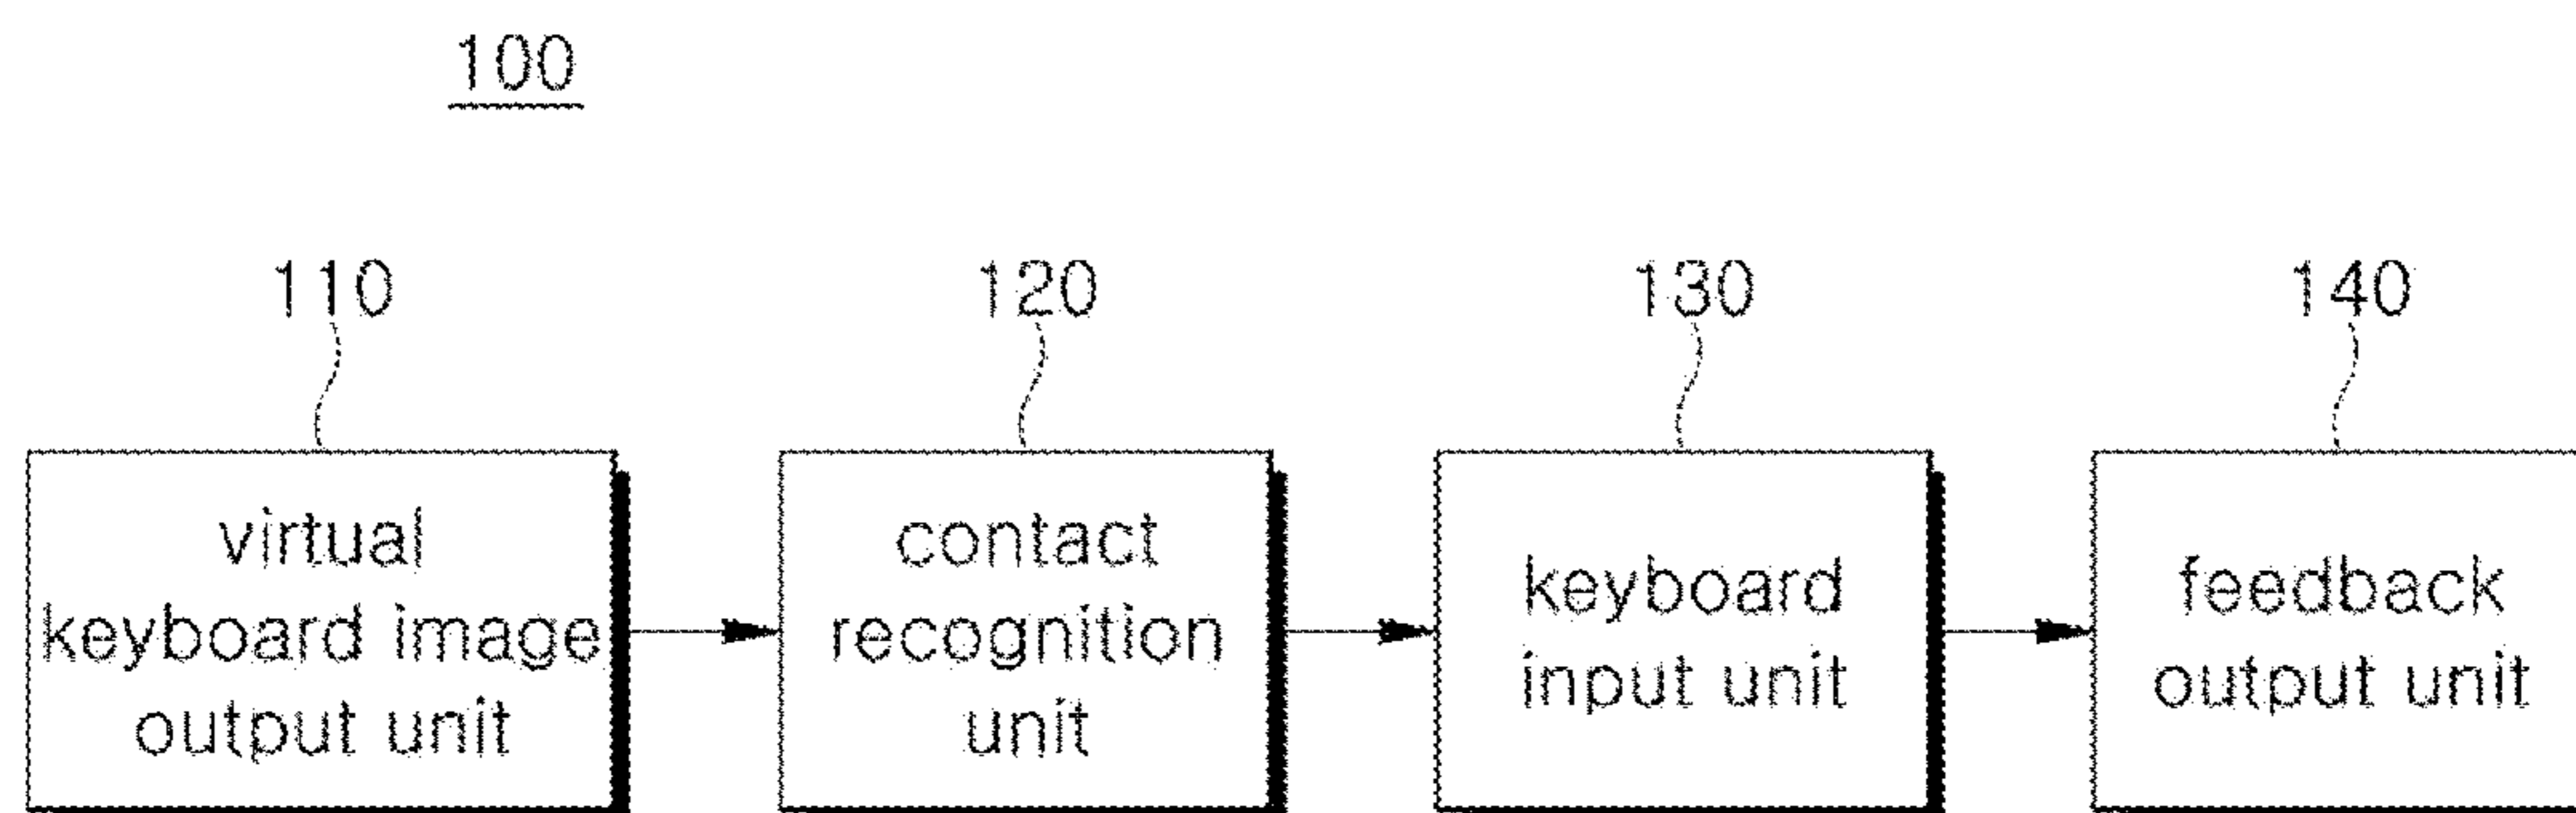 100
110
120
130
140
virtual
keyboard image
output unit
contact
recognition
unit
keyboard
input unit
feedback
output unit